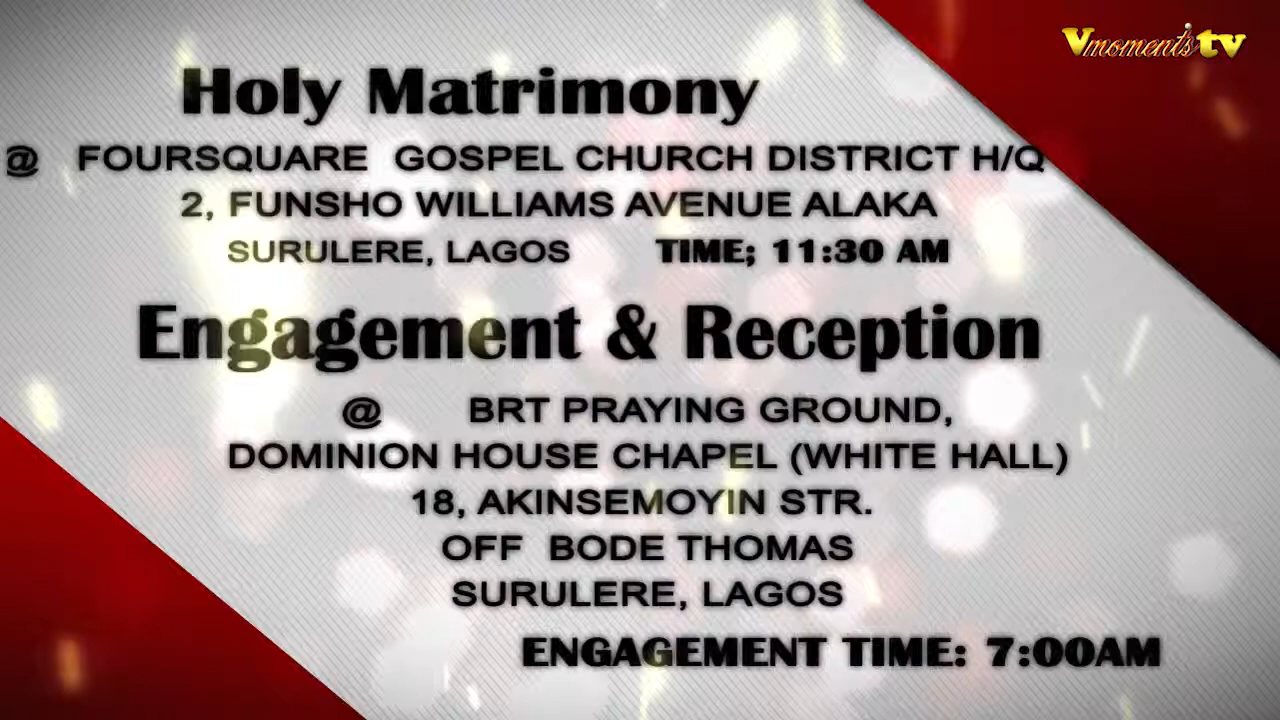 Vmoment'stv
Holy Matrimony
@ FOURSQUARE GOSPEL CHURCH DISTRICT H/Q
2, FUNSHO WILLIAMS AVENUE ALAKA
SURULERE, LAGOS TIME; 11:30 AM
Engagement & Reception
@ BRT PRAYING GROUND,
DOMINION HOUSE CHAPEL (WHITE HALL)
18, AKINSEMOYIN STR.
OFF BODE THOMAS
SURULERE, LAGOS
ENGAGEMENT TIME: 7:00AM